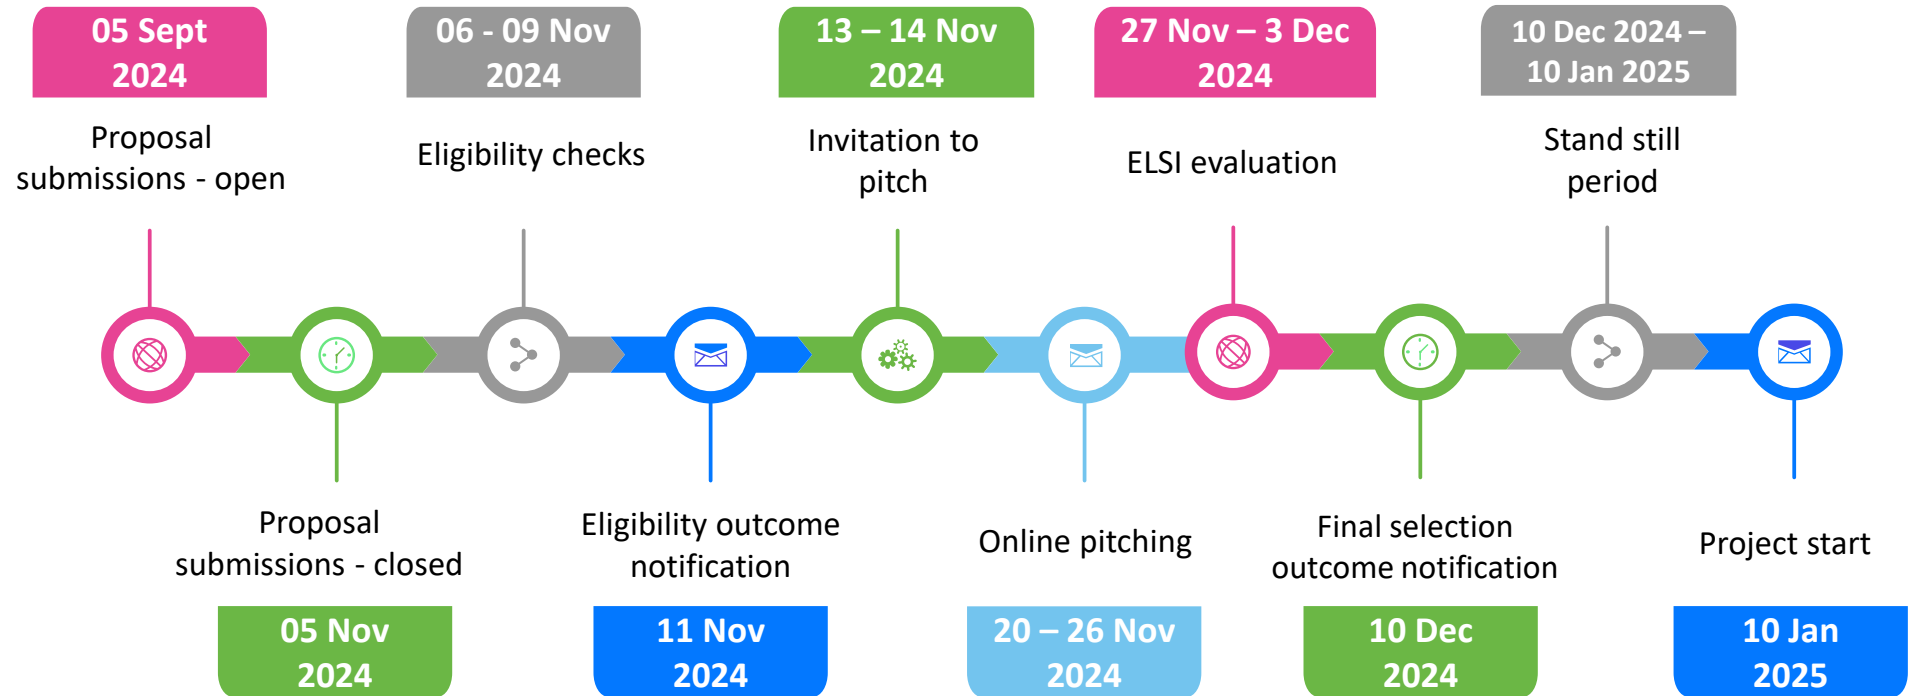 05 Sept
2024
Proposal
submissions - open
06 - 09 Nov
2024
Eligibility checks
13 – 14 Nov
2024
Invitation to
pitch
27 Nov – 3 Dec
2024
ELSI evaluation
10 Dec 2024 –
10 Jan 2025
Stand still
period
Proposal
submissions - closed
05 Nov
2024
Eligibility outcome
notification
11 Nov
2024
Online pitching
20 – 26 Nov
2024
Final selection
outcome notification
10 Dec
2024
Project start
10 Jan
2025